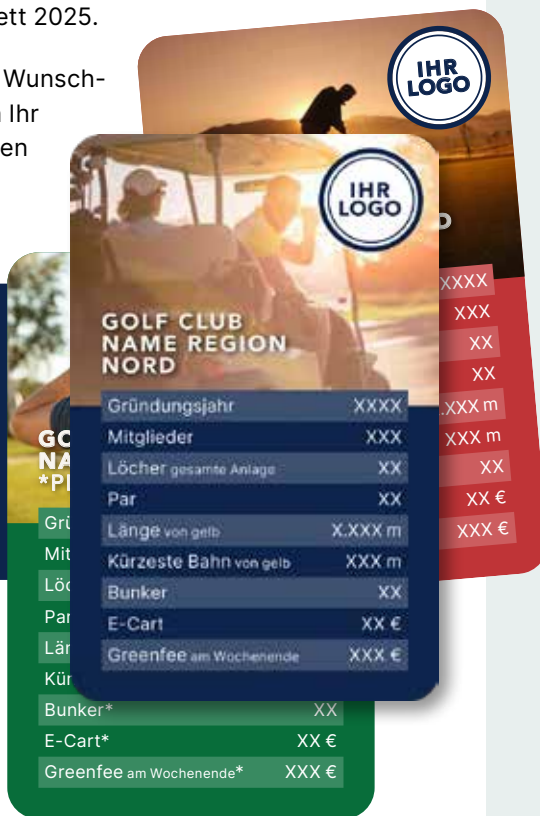 ett 2025.
Wunsch-
Ihr
en
IHR
LOGO
D
XXXX
XXX
XX
XX
.XXX m
XXX m
XX
XX €
XXX €
IHR
LOGO
GOLF CLUB
NAME REGION
NORD
Gründungsjahr XXXX
Mitglieder XXX
Löcher gesamte Anlage XX
Par XX
Länge von gelb X.XXX m
Kürzeste Bahn von gelb XXX m
Bunker XX
E-Cart XX €
Greenfee am Wochenende XXX €
GO
NA
*P
Grü
Mit
Löc
Par
Län
Kür
Bunker* XX
E-Cart* XX €
Greenfee am Wochenende* XXX €